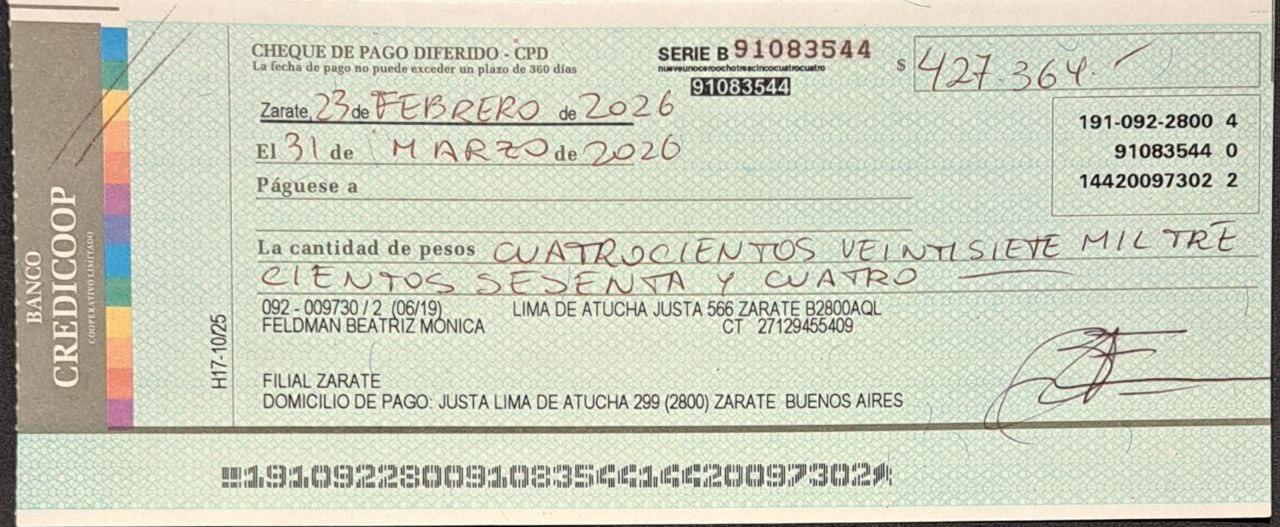 BANCO
CREDICOOP
COOPERATIVO LIMITADO
CHEQUE DE PAGO DIFERIDO - CPD
La fecha de pago no puede exceder un plazo de 360 días
SERIE B 91083544
nueveunoceroochotrescincocuatrocuatro
91083544
$ 427.364.-
Zarate, 23 de FEBRERO de 2026
El 31 de MARZO de 2026
Páguese a
191-092-2800 4
91083544 0
14420097302 2
La cantidad de pesos CUATROCIENTOS VEINTISIETE MIL TRE
CIENTOS SESENTA Y CUATRO
092 - 009730 / 2 (06/19) LIMA DE ATUCHA JUSTA 566 ZARATE B2800AQL
FELDMAN BEATRIZ MONICA CT 27129455409
H17-10/25
FILIAL ZARATE
DOMICILIO DE PAGO: JUSTA LIMA DE ATUCHA 299 (2800) ZARATE BUENOS AIRES
19109228009108354414420097302